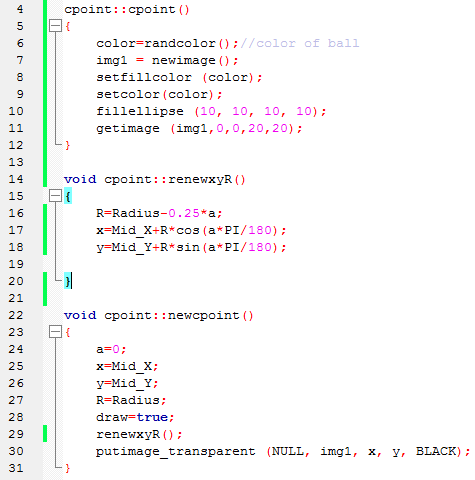 4 cpoint::cpoint()
5 {
6 color=randcolor();//color of ball
7 img1 = newimage();
8 setfillcolor (color);
9 setcolor(color);
10 fillellipse (10, 10, 10, 10);
11 getimage (img1,0,0,20,20);
12 }
13
14 void cpoint::renewxyR()
15 {
16 R=Radius-0.25*a;
17 x=Mid_X+R*cos(a*PI/180);
18 y=Mid_Y+R*sin(a*PI/180);
19
20 }
21
22 void cpoint::newcpoint()
23 {
24 a=0;
25 x=Mid_X;
26 y=Mid_Y;
27 R=Radius;
28 draw=true;
29 renewxyR();
30 putimage_transparent (NULL, img1, x, y, BLACK);
31 }